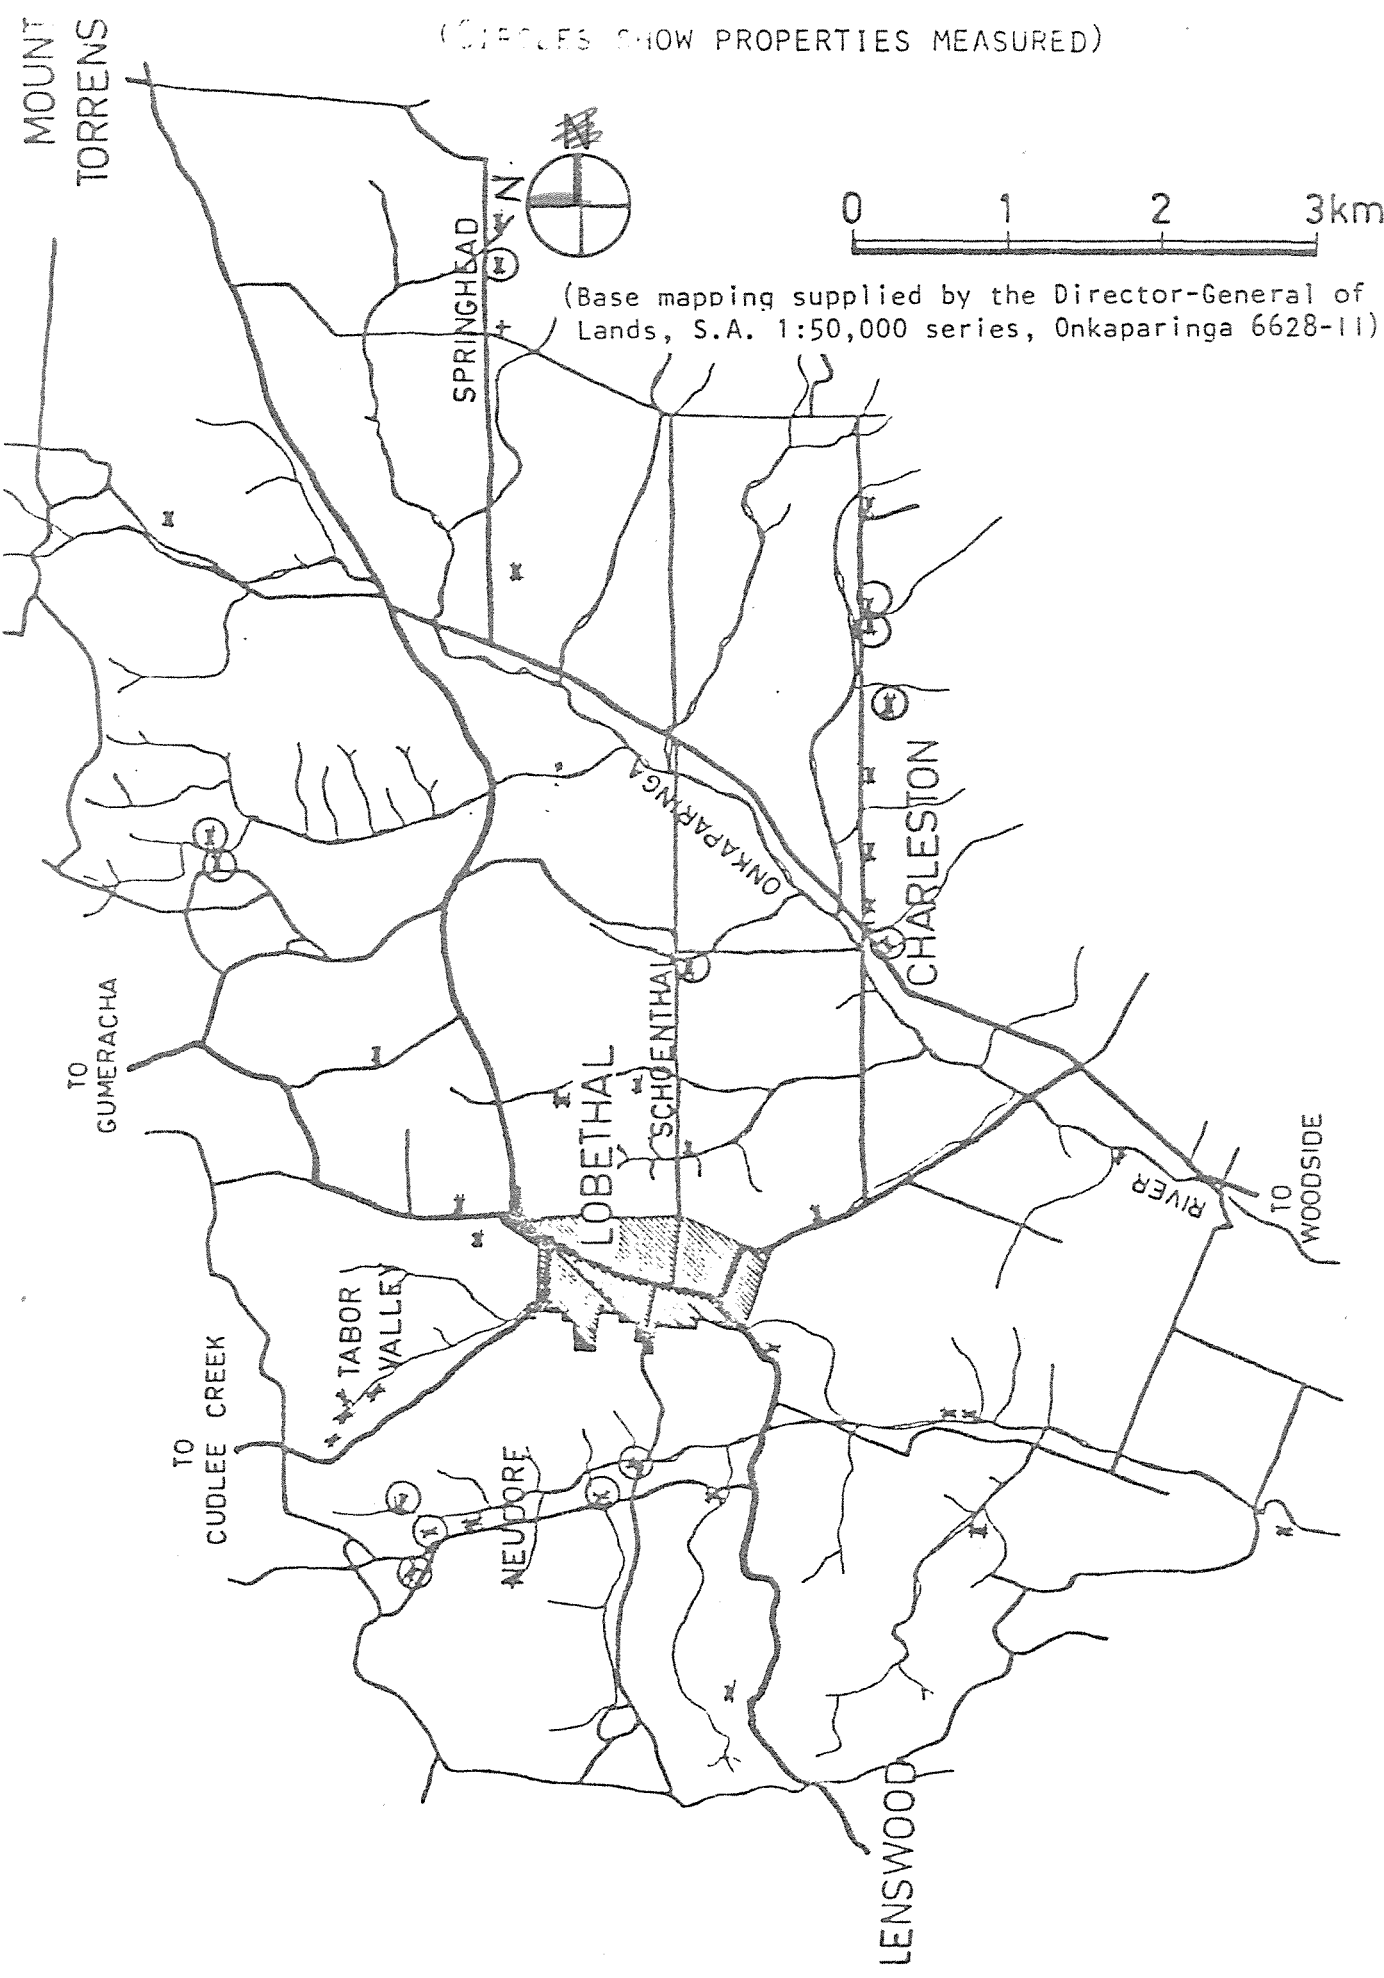 (CIRCLES SHOW PROPERTIES MEASURED)
MOUNT
TORRENS
N
N
0 1 2 3km
(Base mapping supplied by the Director-General of
Lands, S.A. 1:50,000 series, Onkaparinga 6628-II)
SPRINGHEAD
ONKAPARINGA
CHARLESTON
TO
GUMERACHA
SCHOENTHAL
LOBETHAL
RIVER
TO
WOODSIDE
TABOR
VALLEY
TO
CUDLEE CREEK
NEUDORF
LENSWOOD